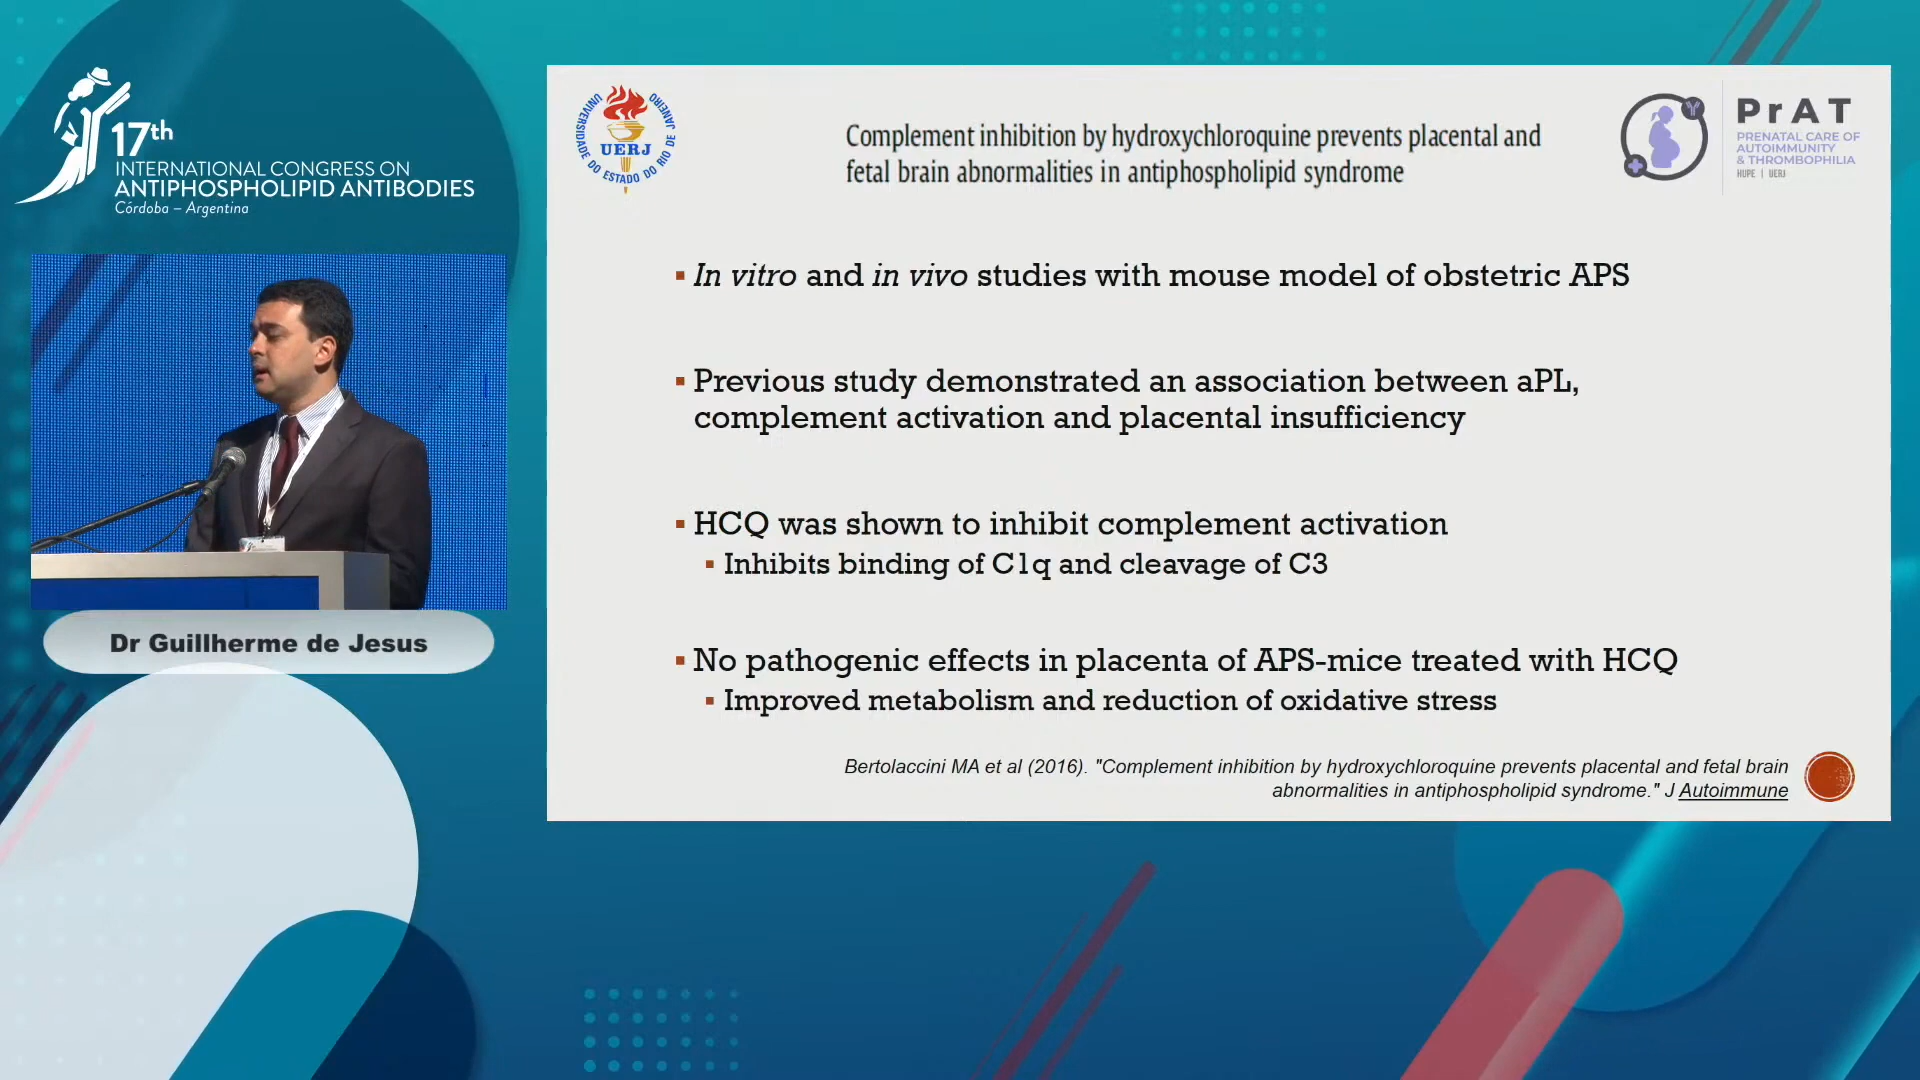 17th
INTERNATIONAL CONGRESS ON
ANTIPHOSPHOLIPID ANTIBODIES
Córdoba – Argentina
Dr Guillherme de Jesus
UNIVERSIDADE DO ESTADO DO RIO DE JANEIRO
UERJ
Complement inhibition by hydroxychloroquine prevents placental and
fetal brain abnormalities in antiphospholipid syndrome
PrAT
PRENATAL CARE OF
AUTOIMMUNITY
& THROMBOPHILIA
HUPE | UERJ
In vitro and in vivo studies with mouse model of obstetric APS
Previous study demonstrated an association between aPL,
complement activation and placental insufficiency
HCQ was shown to inhibit complement activation
Inhibits binding of C1q and cleavage of C3
No pathogenic effects in placenta of APS-mice treated with HCQ
Improved metabolism and reduction of oxidative stress
Bertolaccini MA et al (2016). "Complement inhibition by hydroxychloroquine prevents placental and fetal brain
abnormalities in antiphospholipid syndrome." J Autoimmune